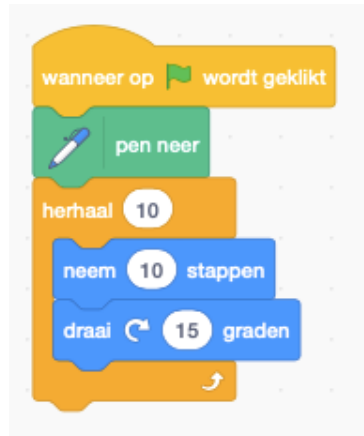 wanneer op wordt geklikt
pen neer
herhaal 10
neem 10 stappen
draai 15 graden